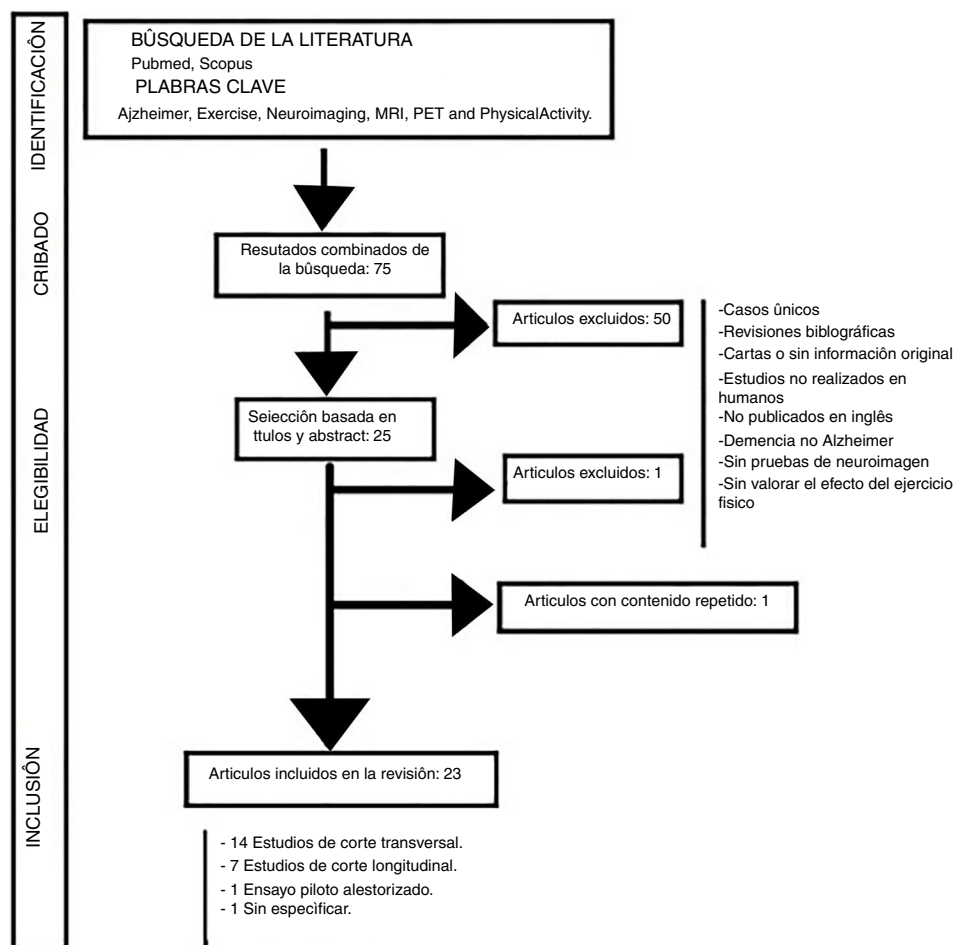 IDENTIFICACIÓN
BÛSQUEDA DE LA LITERATURA
Pubmed, Scopus
PLABRAS CLAVE
Ajzheimer, Exercise, Neuroimaging, MRI, PET and PhysicalActivity.
CRIBADO
Resutados combinados de
la bûsqueda: 75
Articulos excluidos: 50
-Casos ûnicos
-Revisiones biblográficas
-Cartas o sin informaciôn original
-Estudios no realizados en
humanos
-No publicados en inglês
-Demencia no Alzheimer
-Sin pruebas de neuroimagen
-Sin valorar el efecto del ejercicio
fisico
ELEGIBILIDAD
Seiección basada en
ttulos y abstract: 25
Articulos excluidos: 1
Articulos con contenido repetido: 1
INCLUSIÔN
Articulos incluidos en la revisiôn: 23
- 14 Estudios de corte transversal.
- 7 Estudios de corte longitudinal.
- 1 Ensayo piloto alestorizado.
- 1 Sin especìficar.